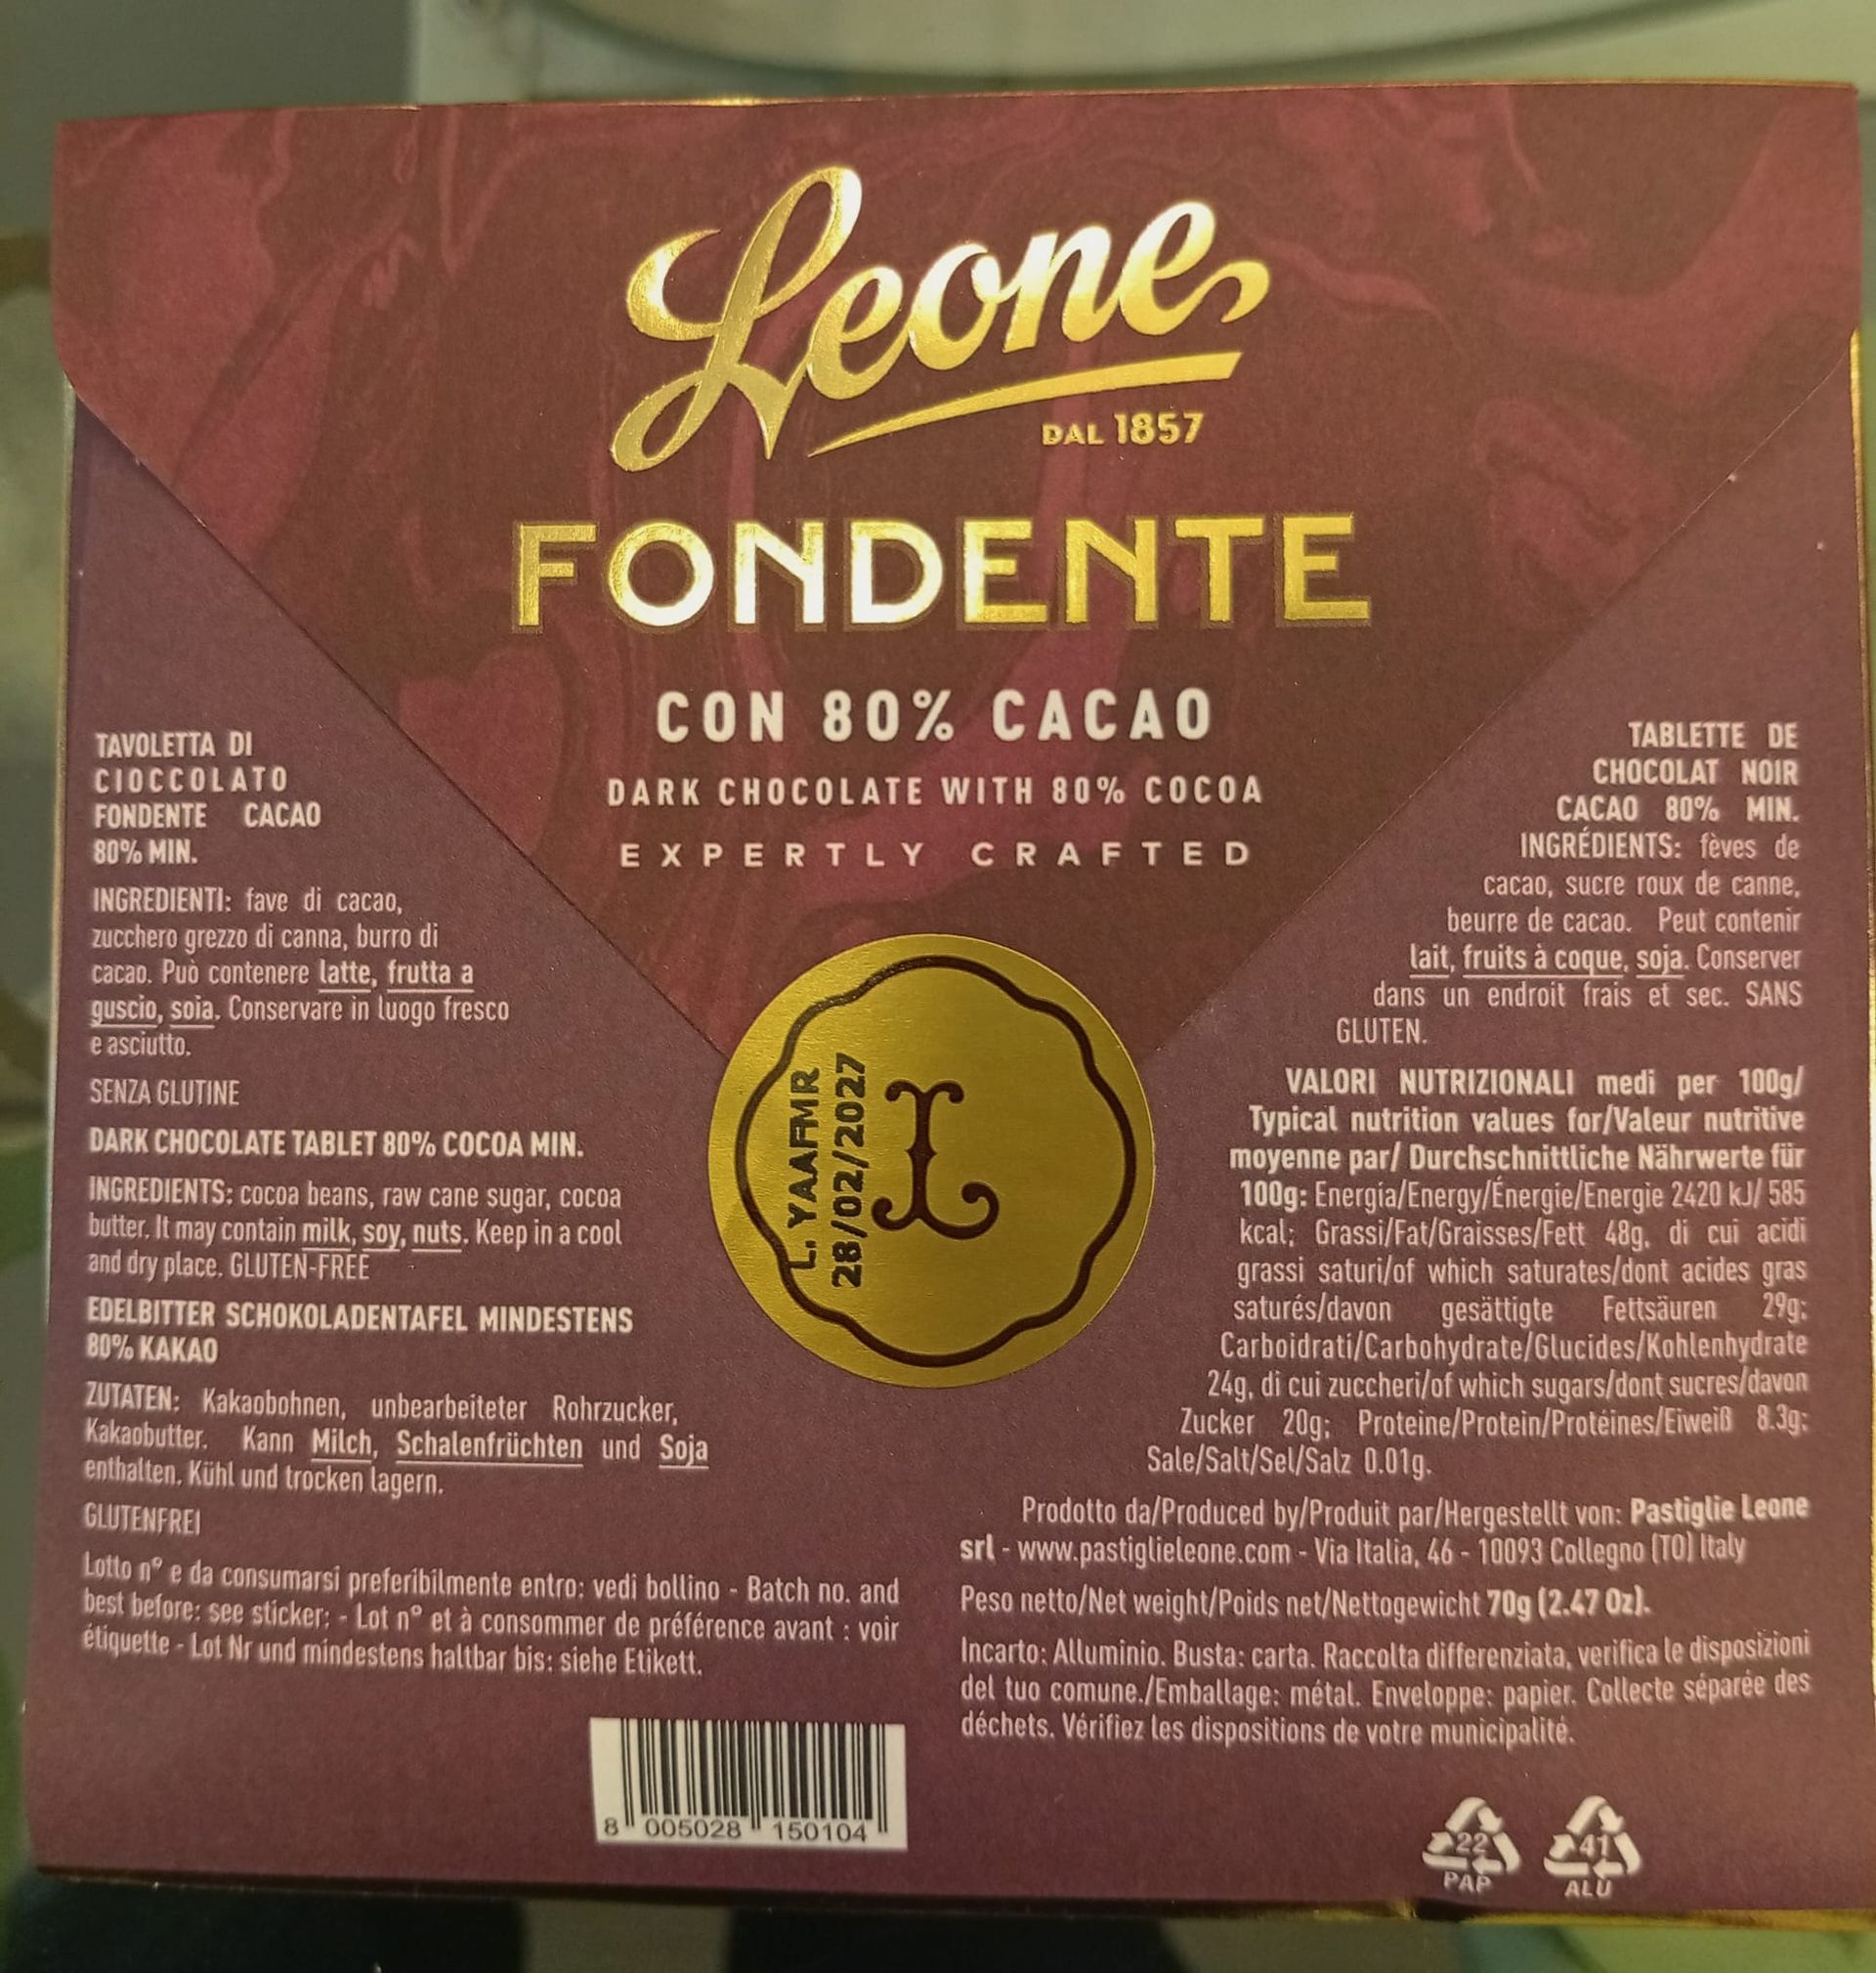 Leone
DAL 1857
FONDENTE
CON 80% CACAO
DARK CHOCOLATE WITH 80% COCOA
EXPERTLY CRAFTED
TAVOLETTA DI
CIOCCOLATO
FONDENTE CACAO
80% MIN.
INGREDIENTI: fave di cacao,
zucchero grezzo di canna, burro di
cacao. Può contenere latte, frutta a
guscio, soia. Conservare in luogo fresco
e asciutto.
SENZA GLUTINE
DARK CHOCOLATE TABLET 80% COCOA MIN.
INGREDIENTS: cocoa beans, raw cane sugar, cocoa
butter. It may contain milk, soy, nuts. Keep in a cool
and dry place. GLUTEN-FREE
EDELBITTER SCHOKOLADENTAFEL MINDESTENS
80% KAKAO
ZUTATEN: Kakaobohnen, unbearbeiteter Rohrzucker,
Kakaobutter. Kann Milch, Schalenfrüchten und Soja
enthalten. Kühl und trocken lagern.
GLUTENFREI
Lotto n° e da consumarsi preferibilmente entro: vedi bollino - Batch no. and
best before: see sticker: - Lot n° et à consommer de préférence avant : voir
étiquette - Lot Nr und mindestens haltbar bis: siehe Etikett.
8 005028 150104
L. YAAFMR
28/02/2027
L
TABLETTE DE
CHOCOLAT NOIR
CACAO 80% MIN.
INGRÉDIENTS: fèves de
cacao, sucre roux de canne,
beurre de cacao. Peut contenir
lait, fruits à coque, soja. Conserver
dans un endroit frais et sec. SANS
GLUTEN.
VALORI NUTRIZIONALI medi per 100g/
Typical nutrition values for/Valeur nutritive
moyenne par/ Durchschnittliche Nährwerte für
100g: Energia/Energy/Énergie/Energie 2420 kJ/ 585
kcal; Grassi/Fat/Graisses/Fett 48g, di cui acidi
grassi saturi/of which saturates/dont acides gras
saturés/davon gesättigte Fettsäuren 29g;
Carboidrati/Carbohydrate/Glucides/Kohlenhydrate
24g, di cui zuccheri/of which sugars/dont sucres/davon
Zucker 20g; Proteine/Protein/Protéines/Eiweiß 8.3g;
Sale/Salt/Sel/Salz 0.01g.
Prodotto da/Produced by/Produit par/Hergestellt von: Pastiglie Leone
srl - www.pastiglieleone.com - Via Italia, 46 - 10093 Collegno (TO) Italy
Peso netto/Net weight/Poids net/Nettogewicht 70g (2.47 Oz).
Incarto: Alluminio. Busta: carta. Raccolta differenziata, verifica le disposizioni
del tuo comune./Emballage: métal. Enveloppe: papier. Collecte séparée des
déchets. Vérifiez les dispositions de votre municipalité.
22
PAP
41
ALU